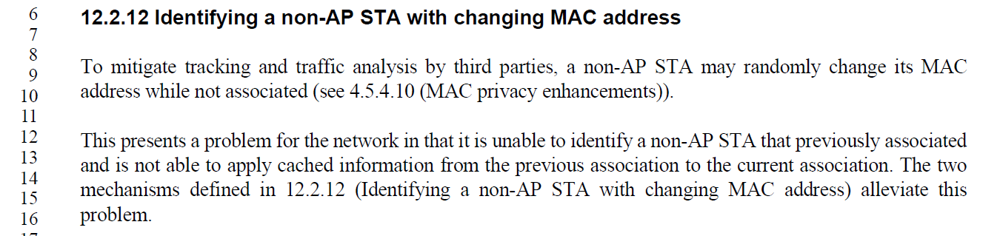 6 12.2.12 Identifying a non-AP STA with changing MAC address
7
8 To mitigate tracking and traffic analysis by third parties, a non-AP STA may randomly change its MAC
9
10 address while not associated (see 4.5.4.10 (MAC privacy enhancements)).
11
12 This presents a problem for the network in that it is unable to identify a non-AP STA that previously associated
13 and is not able to apply cached information from the previous association to the current association. The two
14 mechanisms defined in 12.2.12 (Identifying a non-AP STA with changing MAC address) alleviate this
15
16 problem.